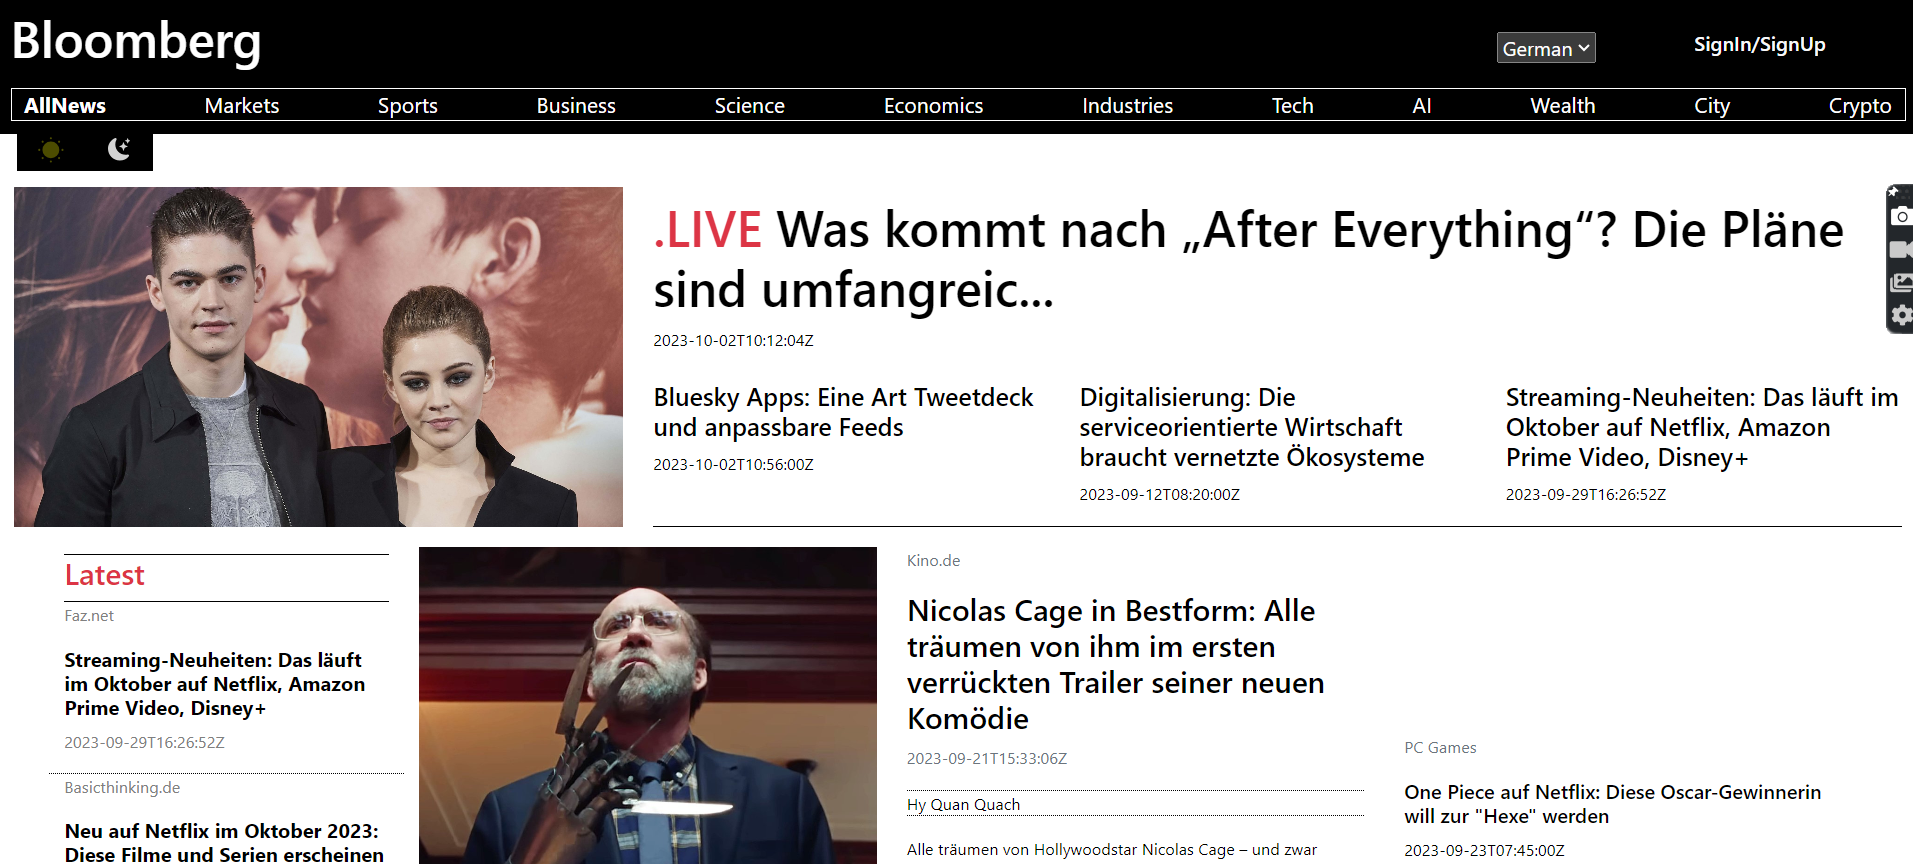 Bloomberg
German
SignIn/SignUp
AllNews Markets Sports Business Science Economics Industries Tech AI Wealth City Crypto
.LIVE Was kommt nach „After Everything“? Die Pläne
sind umfangreic...
2023-10-02T10:12:04Z
Bluesky Apps: Eine Art Tweetdeck
und anpassbare Feeds
2023-10-02T10:56:00Z
Digitalisierung: Die
serviceorientierte Wirtschaft
braucht vernetzte Ökosysteme
2023-09-12T08:20:00Z
Streaming-Neuheiten: Das läuft im
Oktober auf Netflix, Amazon
Prime Video, Disney+
2023-09-29T16:26:52Z
Latest
Faz.net
Streaming-Neuheiten: Das läuft
im Oktober auf Netflix, Amazon
Prime Video, Disney+
2023-09-29T16:26:52Z
Basicthinking.de
Neu auf Netflix im Oktober 2023:
Diese Filme und Serien erscheinen
Kino.de
Nicolas Cage in Bestform: Alle
träumen von ihm im ersten
verrückten Trailer seiner neuen
Komödie
2023-09-21T15:33:06Z
Hy Quan Quach
Alle träumen von Hollywoodstar Nicolas Cage – und zwar
PC Games
One Piece auf Netflix: Diese Oscar-Gewinnerin
will zur "Hexe" werden
2023-09-23T07:45:00Z